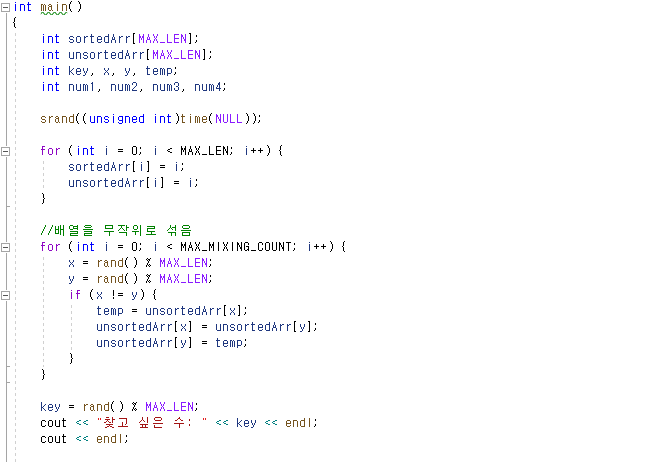 int main()
{
int sortedArr[MAX_LEN];
int unsortedArr[MAX_LEN];
int key, x, y, temp;
int num1, num2, num3, num4;
srand((unsigned int)time(NULL));
for (int i = 0; i < MAX_LEN; i++) {
sortedArr[i] = i;
unsortedArr[i] = i;
}
//배열을 무작위로 섞음
for (int i = 0; i < MAX_MIXING_COUNT; i++) {
x = rand() % MAX_LEN;
y = rand() % MAX_LEN;
if (x != y) {
temp = unsortedArr[x];
unsortedArr[x] = unsortedArr[y];
unsortedArr[y] = temp;
}
}
key = rand() % MAX_LEN;
cout << "찾고 싶은 수: " << key << endl;
cout << endl;